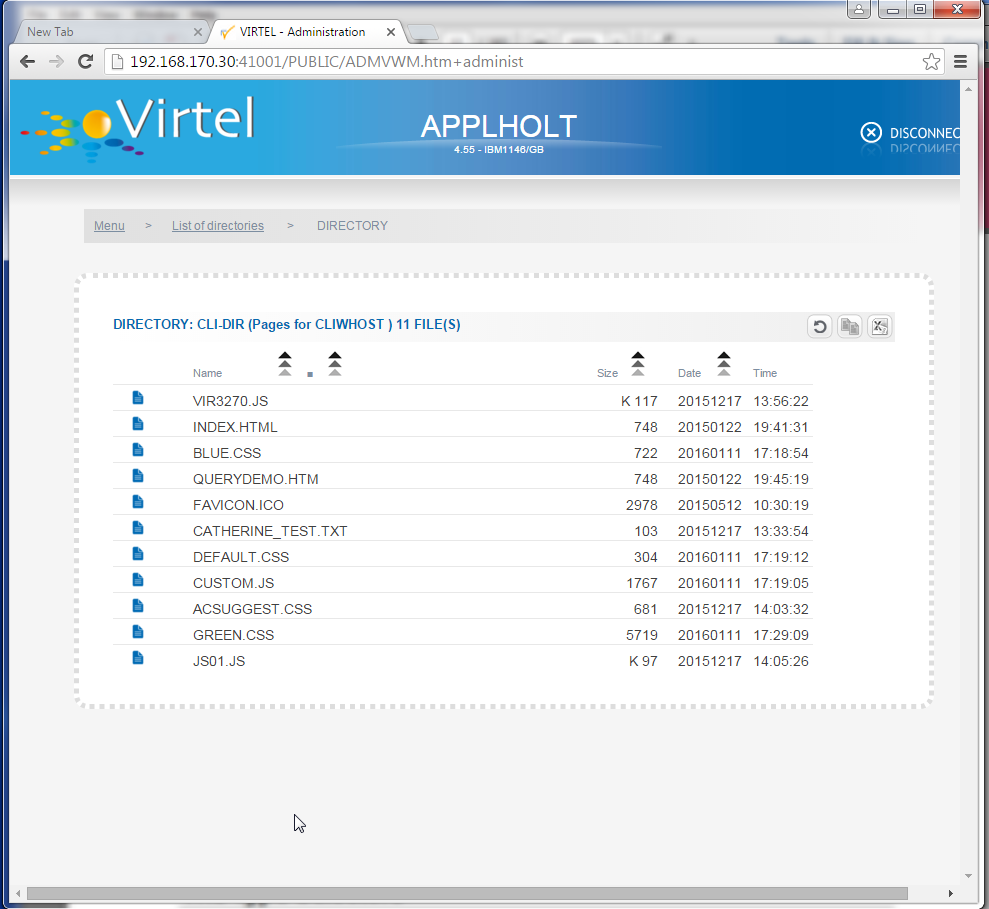 New Tab
VIRTEL - Administration
192.168.170.30:41001/PUBLIC/ADMVWM.htm+administ
Virtel
APPLHOLT
4.55 - IBM1146/GB
DISCONNEC
Menu > List of directories > DIRECTORY
DIRECTORY: CLI-DIR (Pages for CLIWHOST ) 11 FILE(S)
Name Size Date Time
VIR3270.JS K 117 20151217 13:56:22
INDEX.HTML 748 20150122 19:41:31
BLUE.CSS 722 20160111 17:18:54
QUERYDEMO.HTM 748 20150122 19:45:19
FAVICON.ICO 2978 20150512 10:30:19
CATHERINE_TEST.TXT 103 20151217 13:33:54
DEFAULT.CSS 304 20160111 17:19:12
CUSTOM.JS 1767 20160111 17:19:05
ACSUGGEST.CSS 681 20151217 14:03:32
GREEN.CSS 5719 20160111 17:29:09
JS01.JS K 97 20151217 14:05:26